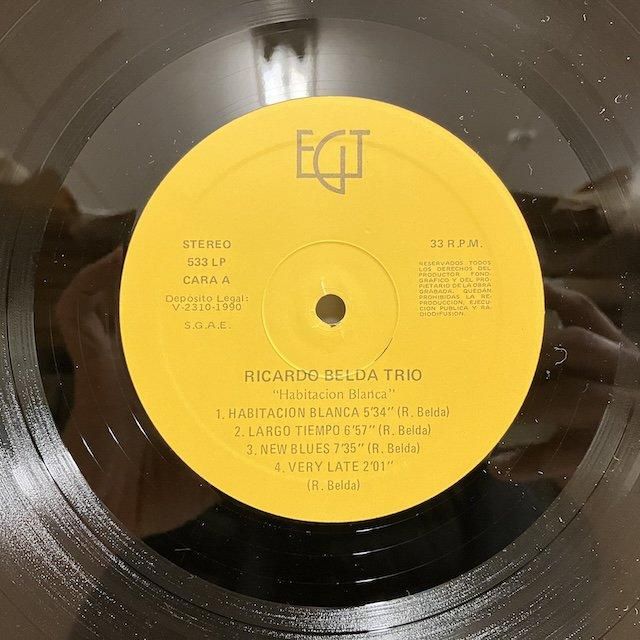 EGT
STEREO
533 LP
CARA A
Depósito Legal:
V-2310-1990
S.G.A.E.
33 R.P.M.
RESERVADOS TODOS
LOS DERECHOS DEL
PRODUCTOR FONO-
GRAFICO Y DEL PRO-
PIETARIO DE LA OBRA
GRABADA. QUEDAN
PROHIBIDAS LA RE-
PRODUCCION, EJECU-
CION PUBLICA Y RA-
DIODIFUSION.
RICARDO BELDA TRIO
"Habitacion Blanca"
1. HABITACION BLANCA 5'34" (R. Belda)
2. LARGO TIEMPO 6'57" (R. Belda)
3. NEW BLUES 7'35" (R. Belda)
4. VERY LATE 2'01"
(R. Belda)